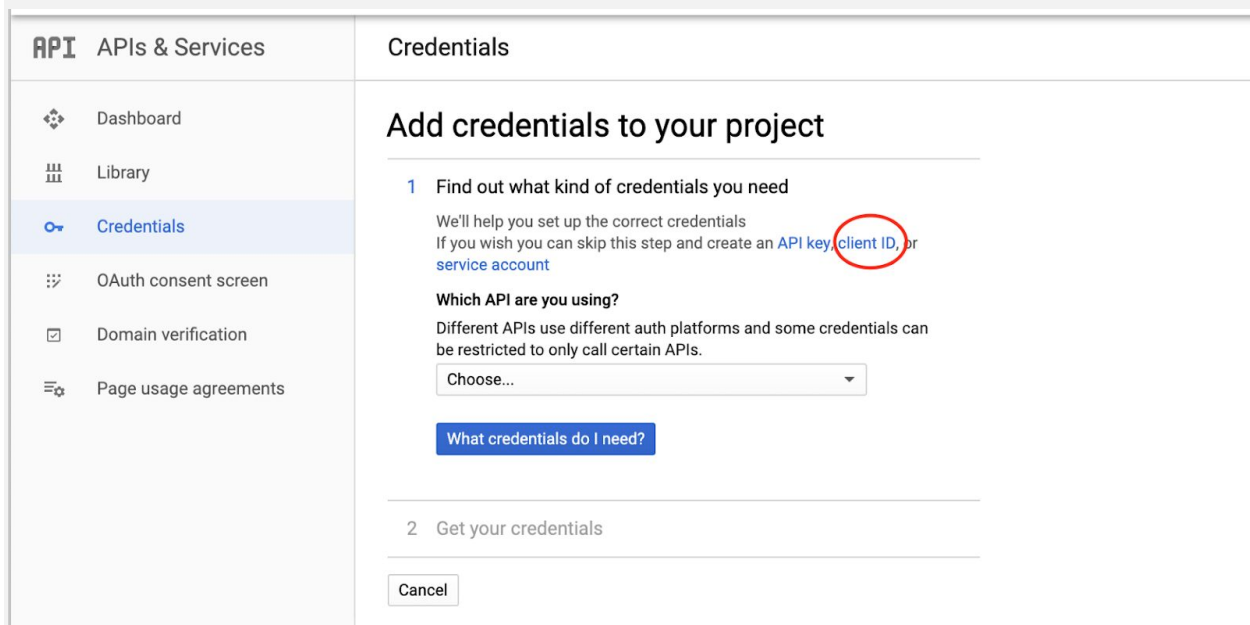 API APIs & Services
Credentials
Dashboard
Library
Credentials
OAuth consent screen
Domain verification
Page usage agreements
Add credentials to your project
1 Find out what kind of credentials you need
We'll help you set up the correct credentials
If you wish you can skip this step and create an API key, client ID, or
service account
Which API are you using?
Different APIs use different auth platforms and some credentials can
be restricted to only call certain APIs.
Choose...
What credentials do I need?
2 Get your credentials
Cancel